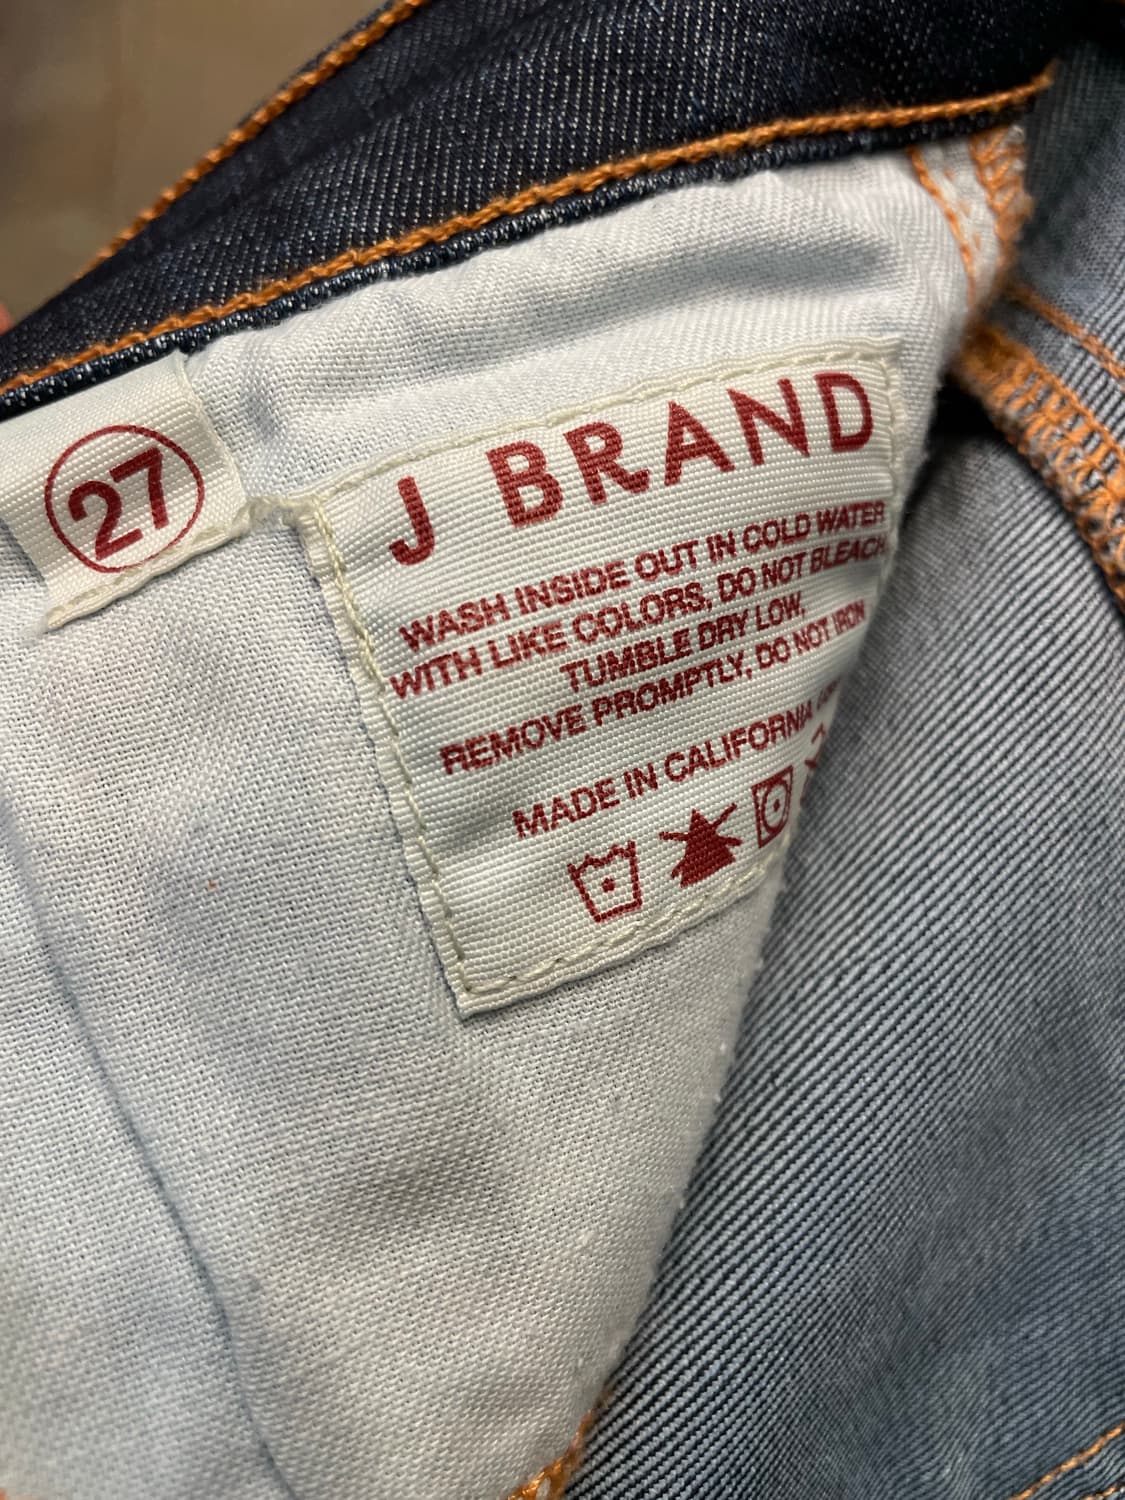 27
J BRAND
WASH INSIDE OUT IN COLD WATER
WITH LIKE COLORS, DO NOT BLEACH,
TUMBLE DRY LOW,
REMOVE PROMPTLY, DO NOT IRON
MADE IN CALIFORNIA